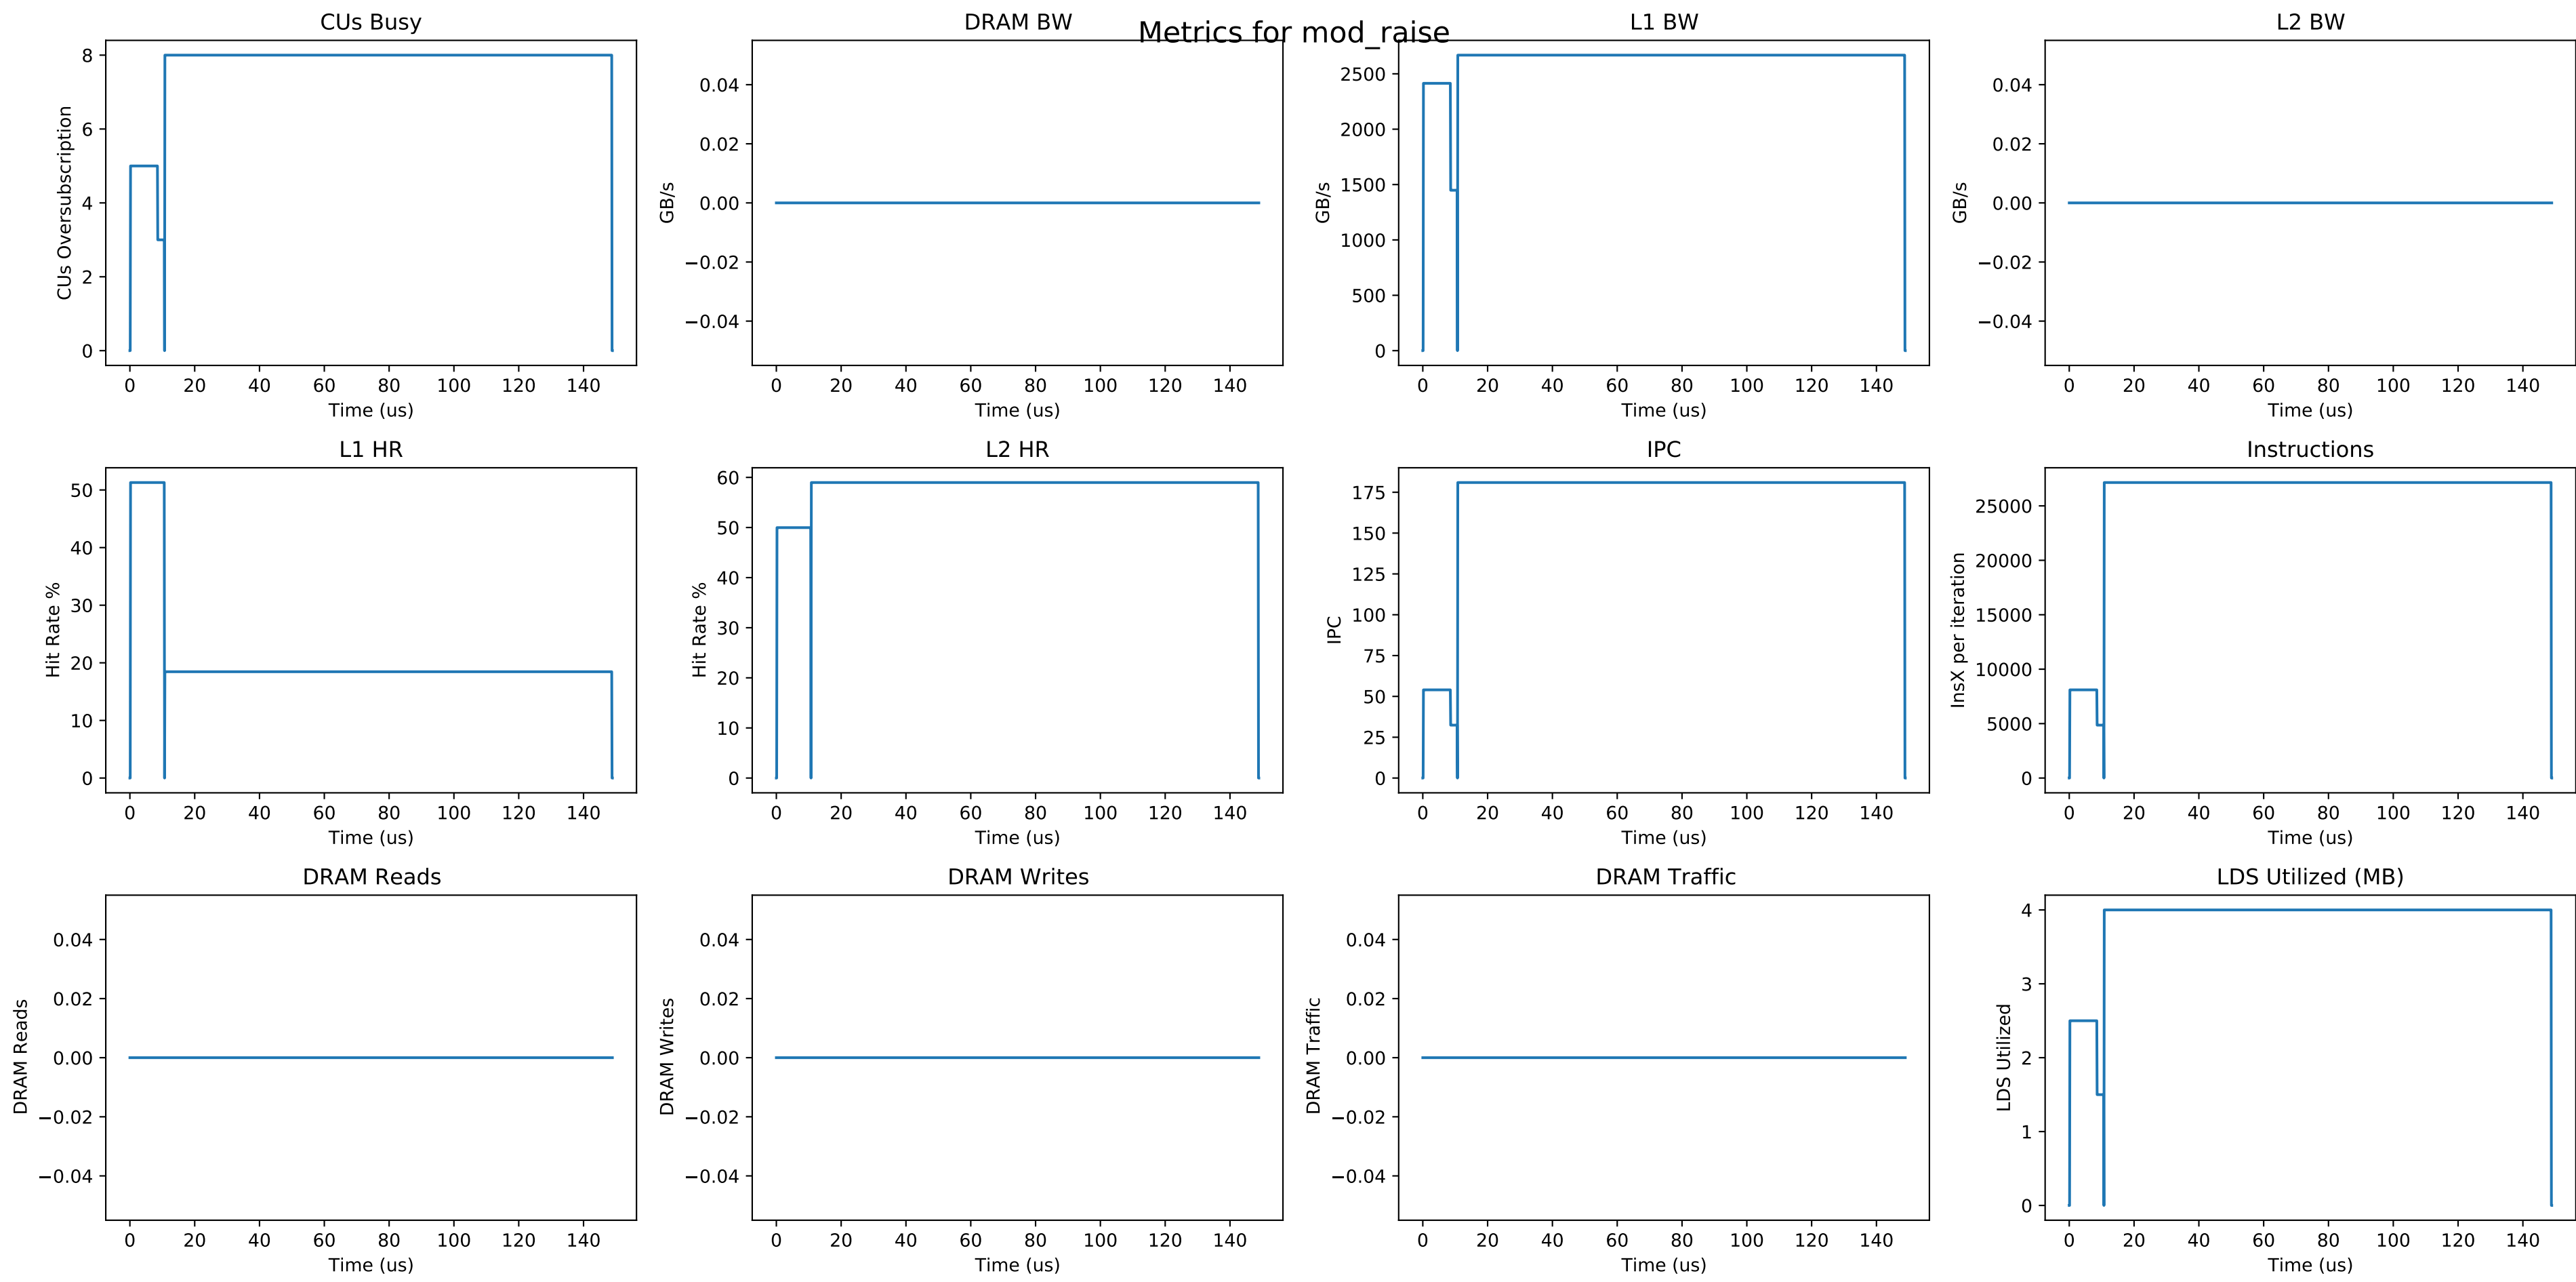 Metrics for mod_raise
CUs Busy
CUs Oversubscription
8
6
4
2
0
0 20 40 60 80 100 120 140
Time (us)
DRAM BW
GB/s
0.04
0.02
0.00
−0.02
−0.04
0 20 40 60 80 100 120 140
Time (us)
L1 BW
GB/s
2500
2000
1500
1000
500
0
0 20 40 60 80 100 120 140
Time (us)
L2 BW
GB/s
0.04
0.02
0.00
−0.02
−0.04
0 20 40 60 80 100 120 140
Time (us)
L1 HR
Hit Rate %
50
40
30
20
10
0
0 20 40 60 80 100 120 140
Time (us)
L2 HR
Hit Rate %
60
50
40
30
20
10
0
0 20 40 60 80 100 120 140
Time (us)
IPC
IPC
175
150
125
100
75
50
25
0
0 20 40 60 80 100 120 140
Time (us)
Instructions
InsX per iteration
25000
20000
15000
10000
5000
0
0 20 40 60 80 100 120 140
Time (us)
DRAM Reads
DRAM Reads
0.04
0.02
0.00
−0.02
−0.04
0 20 40 60 80 100 120 140
Time (us)
DRAM Writes
DRAM Writes
0.04
0.02
0.00
−0.02
−0.04
0 20 40 60 80 100 120 140
Time (us)
DRAM Traffic
DRAM Traffic
0.04
0.02
0.00
−0.02
−0.04
0 20 40 60 80 100 120 140
Time (us)
LDS Utilized (MB)
LDS Utilized
4
3
2
1
0
0 20 40 60 80 100 120 140
Time (us)